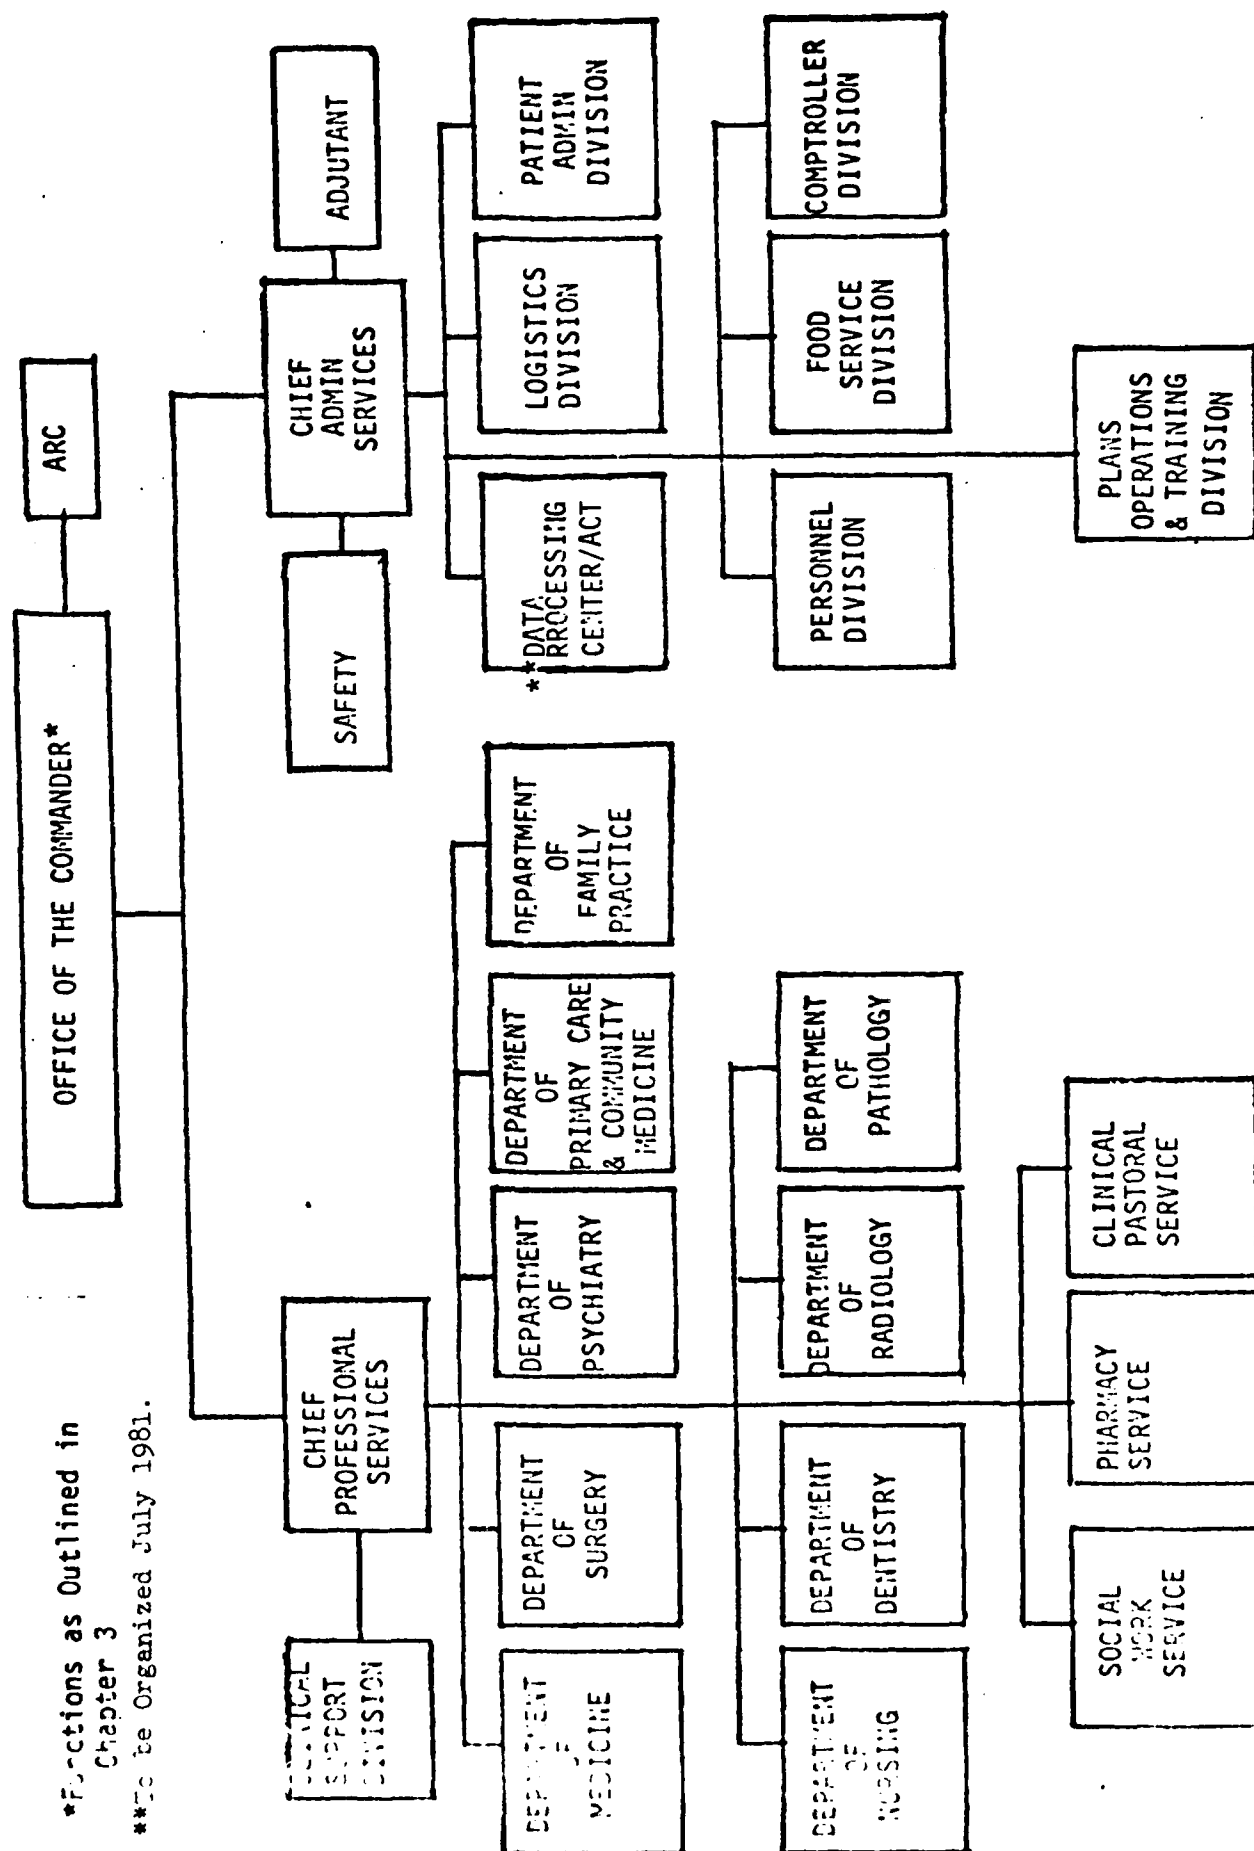 OFFICE OF THE COMMANDER*
ARC
*Functions as Outlined in
Chapter 3
**To be Organized July 1981.
CHIEF
PROFESSIONAL
SERVICES
SUPPORT
DIVISION
CHIEF
ADMIN
SERVICES
SAFETY
ADJUTANT
DEPARTMENT
OF
MEDICINE
DEPARTMENT
OF
SURGERY
DEPARTMENT
OF
PSYCHIATRY
DEPARTMENT
OF
PRIMARY CARE
& COMMUNITY
MEDICINE
DEPARTMENT
OF
FAMILY
PRACTICE
**DATA
RROCESSING
CENTER/ACT
LOGISTICS
DIVISION
PATIENT
ADMIN
DIVISION
DEPARTMENT
OF
NURSING
DEPARTMENT
OF
DENTISTRY
DEPARTMENT
OF
RADIOLOGY
DEPARTMENT
OF
PATHOLOGY
PERSONNEL
DIVISION
FOOD
SERVICE
DIVISION
COMPTROLLER
DIVISION
SOCIAL
WORK
SERVICE
PHARMACY
SERVICE
CLINICAL
PASTORAL
SERVICE
PLANS
OPERATIONS
& TRAINING
DIVISION